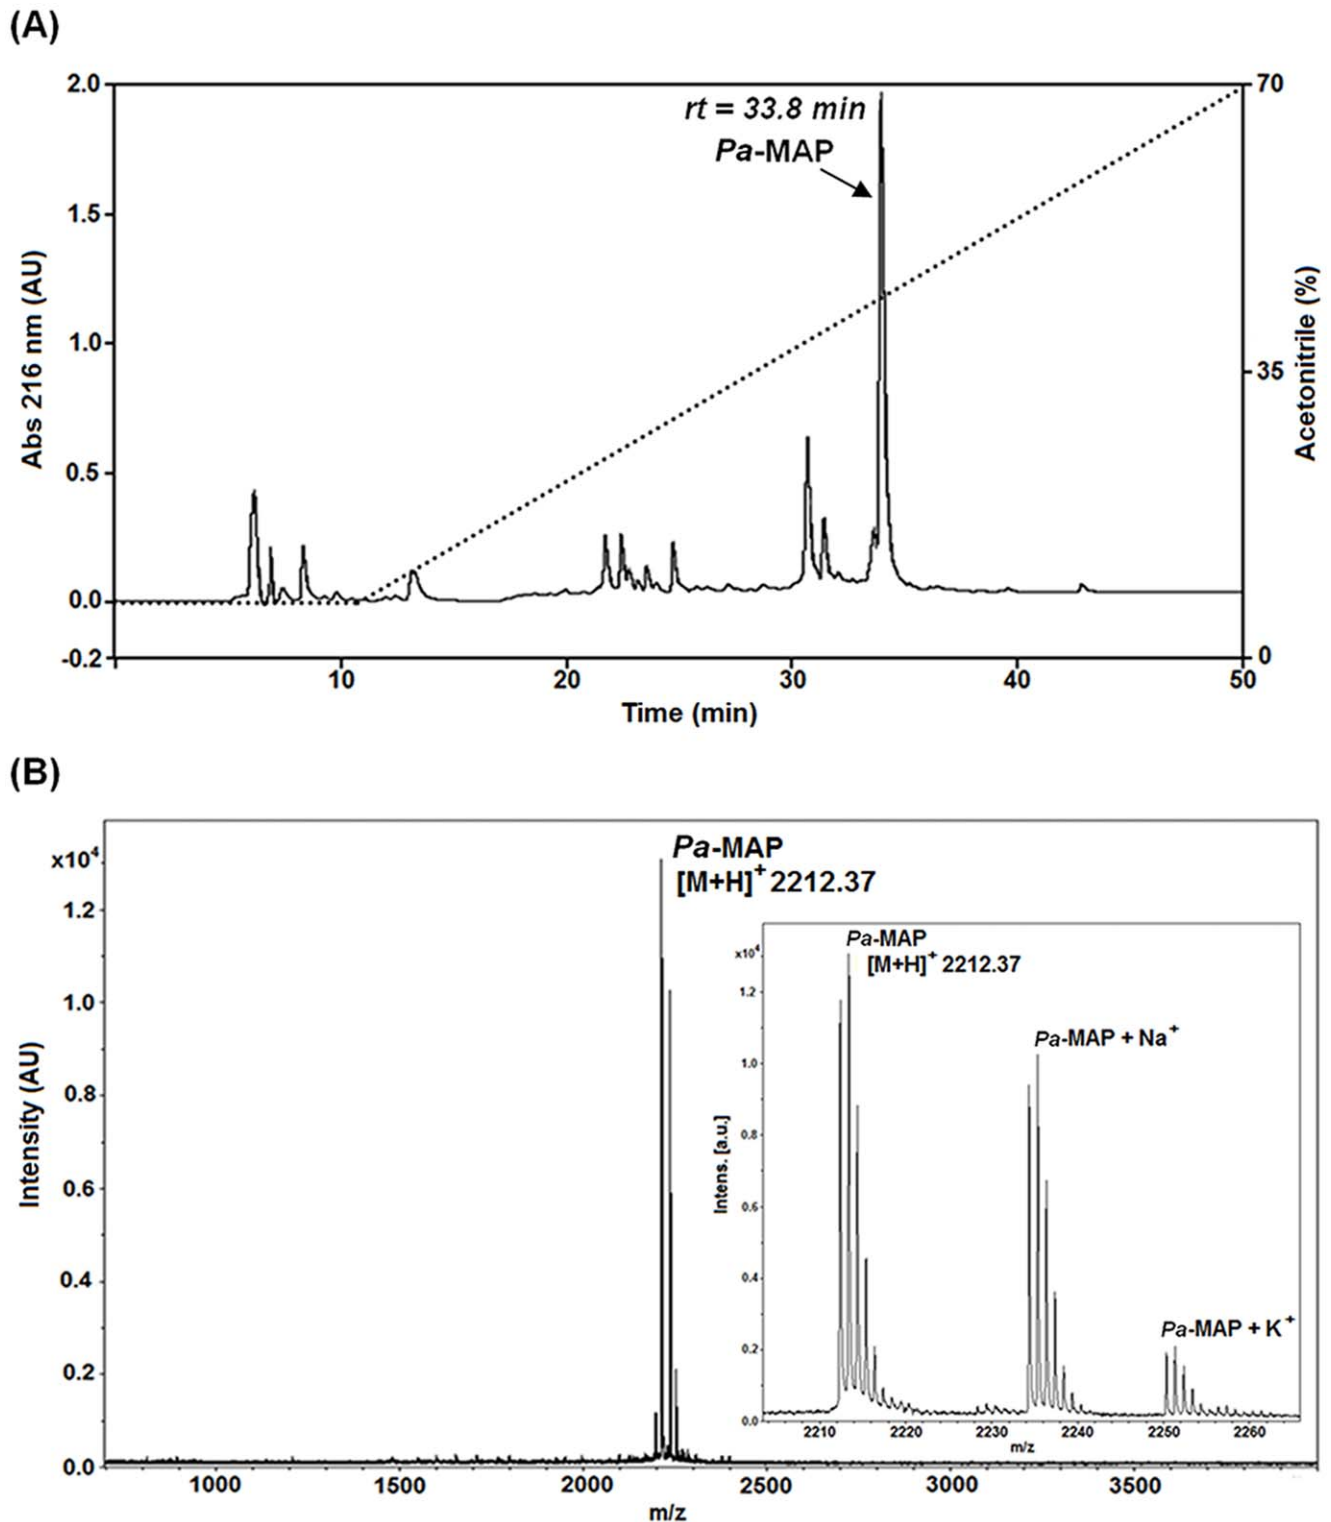 (A)
2.0
1.5
1.0
0.5
0.0
-0.2
Abs 216 nm (AU)
rt = 33.8 min
Pa-MAP
70
35
0
Acetonitrile (%)
10 20 30 40 50
Time (min)
(B)
x10⁴
1.2
1.0
0.8
0.6
0.4
0.2
0.0
Intensity (AU)
Pa-MAP
[M+H]⁺ 2212.37
x10⁴
1.2
1.0
0.8
0.6
0.4
0.2
0.0
Intens. [a.u.]
Pa-MAP
[M+H]⁺ 2212.37
Pa-MAP + Na⁺
Pa-MAP + K⁺
2210 2220 2230 2240 2250 2260
m/z
1000 1500 2000 2500 3000 3500
m/z